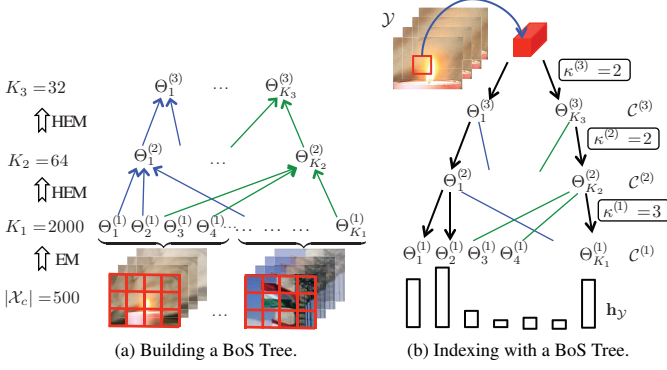 K₃ = 32
Θ₁⁽³⁾ ... Θ_{K₃}⁽³⁾
HEM
K₂ = 64
Θ₁⁽²⁾ ... Θ_{K₂}⁽²⁾
HEM
K₁ = 2000
Θ₁⁽¹⁾ Θ₂⁽¹⁾ Θ₃⁽¹⁾ Θ₄⁽¹⁾ ... ... ... ... Θ_{K₁}⁽¹⁾
EM
|𝒳_c| = 500
...
(a) Building a BoS Tree.
𝒴
κ⁽³⁾ = 2
Θ₁⁽³⁾ Θ_{K₃}⁽³⁾ 𝒞⁽³⁾
κ⁽²⁾ = 2
Θ₁⁽²⁾ Θ_{K₂}⁽²⁾ 𝒞⁽²⁾
κ⁽¹⁾ = 3
Θ₁⁽¹⁾ Θ₂⁽¹⁾ Θ₃⁽¹⁾ Θ₄⁽¹⁾ Θ_{K₁}⁽¹⁾ 𝒞⁽¹⁾
h_𝒴
(b) Indexing with a BoS Tree.